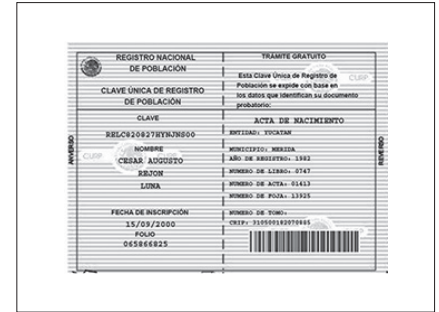 REGISTRO NACIONAL
DE POBLACIÓN
CLAVE ÚNICA DE REGISTRO
DE POBLACIÓN
CLAVE
RELC820827HYNJNS00
NOMBRE
CESAR AUGUSTO
REJON
LUNA
FECHA DE INSCRIPCIÓN
15/09/2000
FOLIO
065866825
ANVERSO
TRÁMITE GRATUITO
Esta Clave Única de Registro de
Población se expide con base en
los datos que identifican su documento
probatorio:
ACTA DE NACIMIENTO
ENTIDAD: YUCATAN
MUNICIPIO: MERIDA
AÑO DE REGISTRO: 1982
NUMERO DE LIBRO: 0747
NUMERO DE ACTA: 01413
NUMERO DE FOJA: 13925
NUMERO DE TOMO:
CRIP:
REVERSO
CURP
CURP